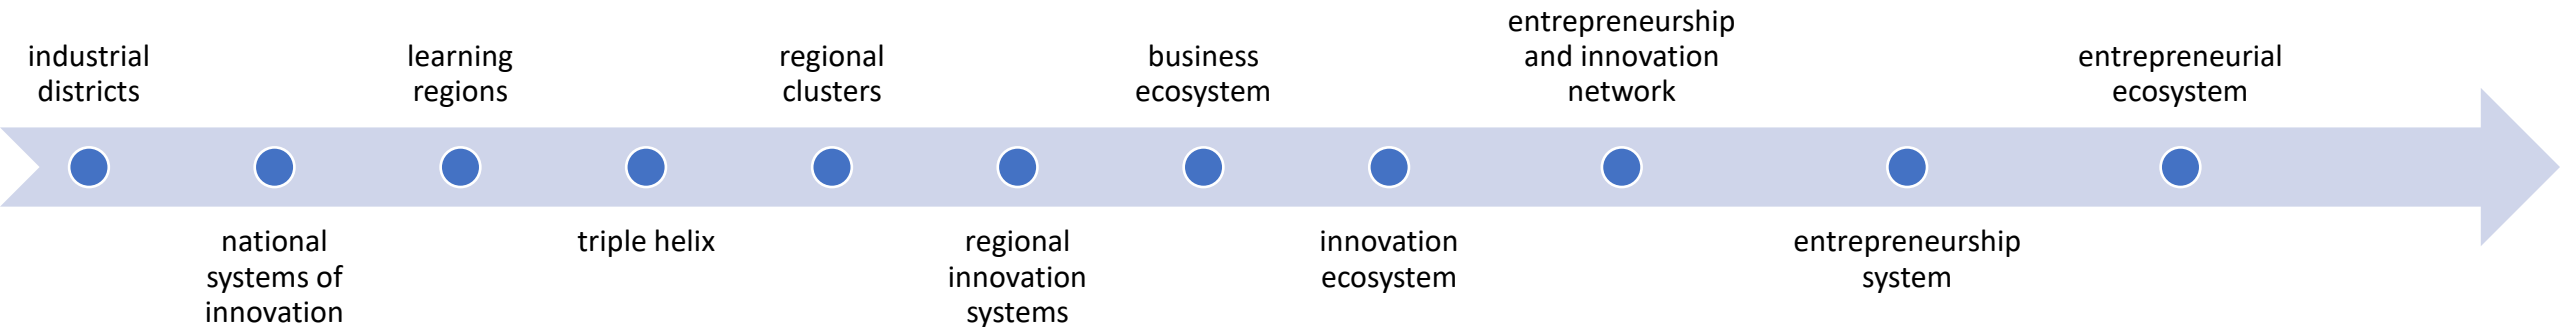 industrial
districts
national
systems of
innovation
learning
regions
triple helix
regional
clusters
regional
innovation
systems
business
ecosystem
innovation
ecosystem
entrepreneurship
and innovation
network
entrepreneurship
system
entrepreneurial
ecosystem